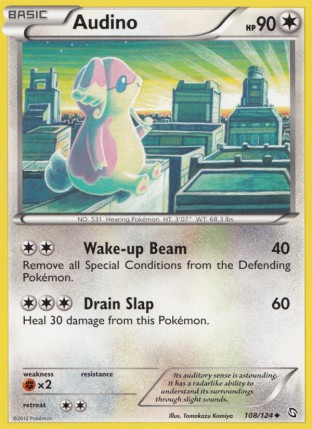 BASIC
Audino
HP 90
NO. 531 Hearing Pokémon HT. 3'07" WT. 68.3 lbs.
Wake-up Beam 40
Remove all Special Conditions from the Defending
Pokémon.
Drain Slap 60
Heal 30 damage from this Pokémon.
weakness resistance
×2
retreat
Its auditory sense is astounding.
It has a radarlike ability to
understand its surroundings
through slight sounds.
©2012 Pokémon
Illus. Tomokazu Komiya 108/124